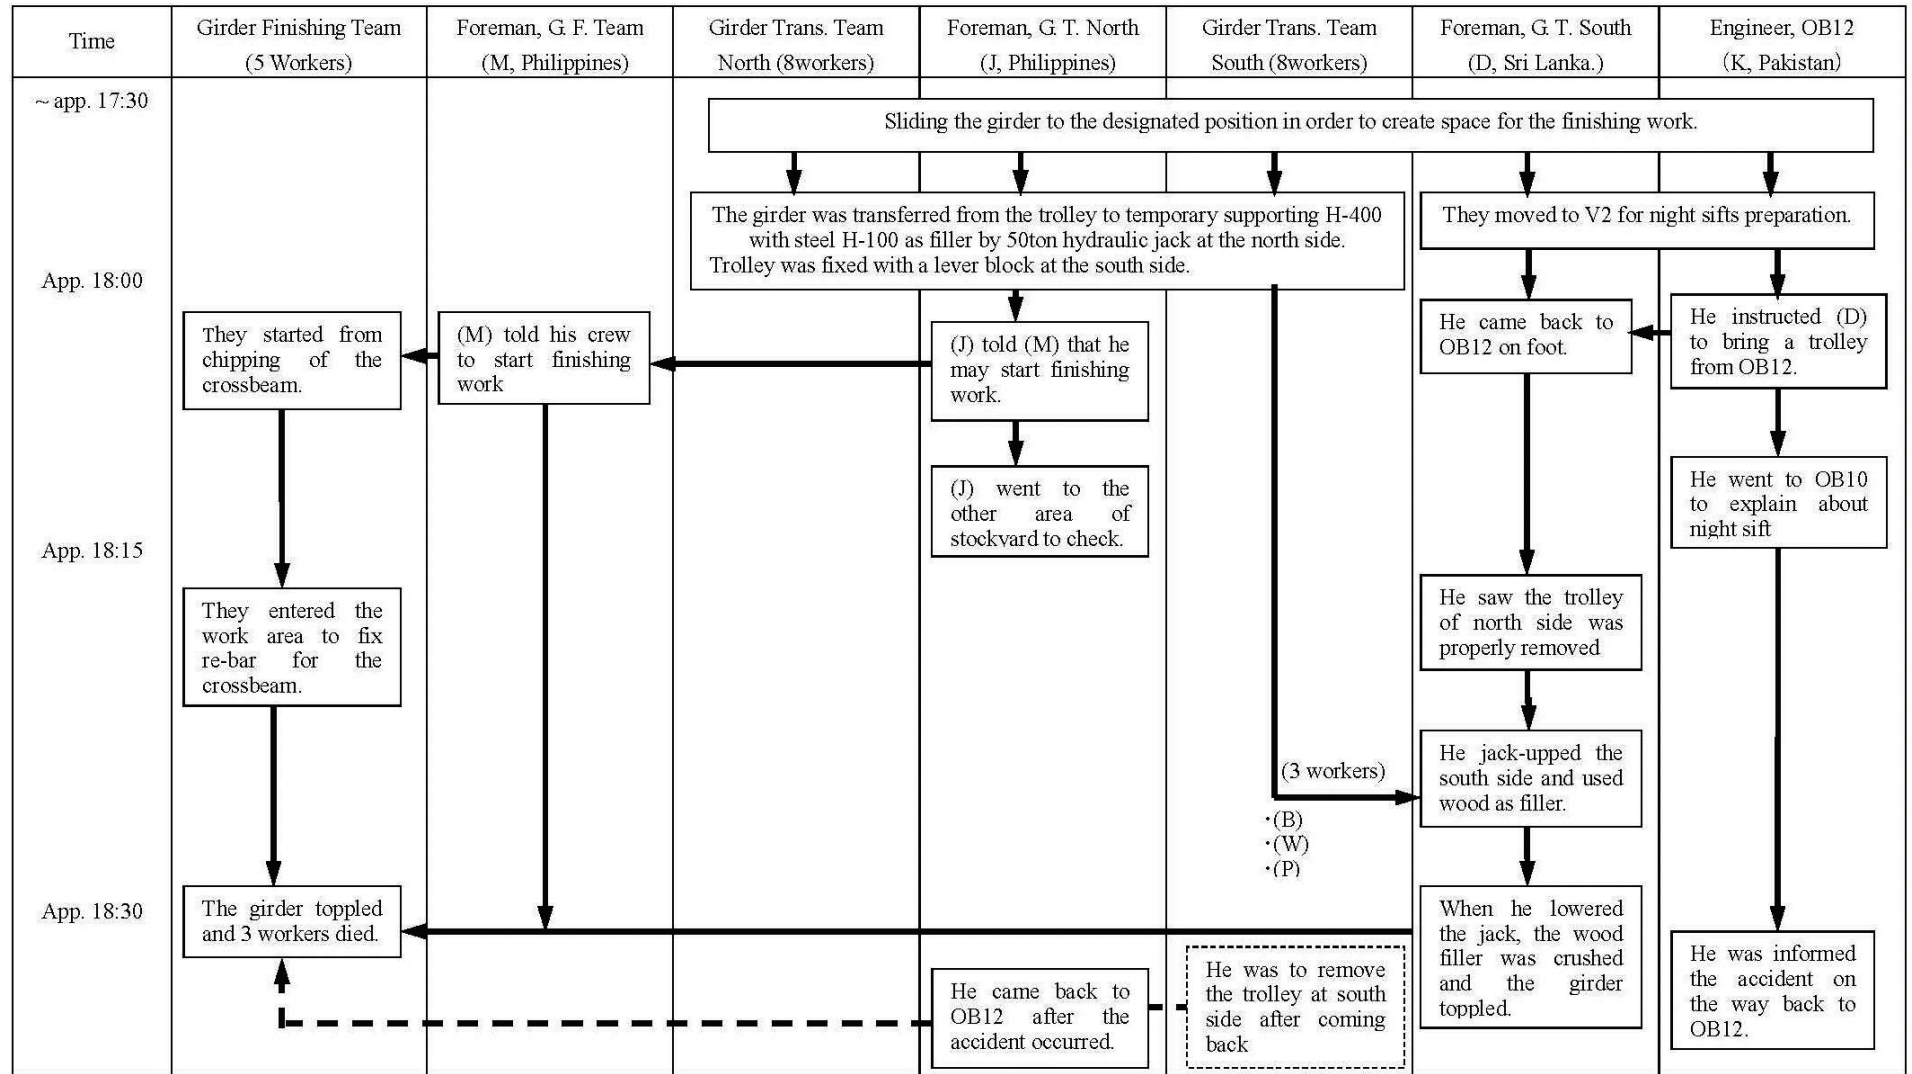 Time
Girder Finishing Team
(5 Workers)
Foreman, G. F. Team
(M, Philippines)
Girder Trans. Team
North (8workers)
Foreman, G. T. North
(J, Philippines)
Girder Trans. Team
South (8workers)
Foreman, G. T. South
(D, Sri Lanka.)
Engineer, OB12
(K, Pakistan)
~ app. 17:30
Sliding the girder to the designated position in order to create space for the finishing work.
The girder was transferred from the trolley to temporary supporting H-400
with steel H-100 as filler by 50ton hydraulic jack at the north side.
Trolley was fixed with a lever block at the south side.
They moved to V2 for night sifts preparation.
App. 18:00
They started from
chipping of the
crossbeam.
(M) told his crew
to start finishing
work
(J) told (M) that he
may start finishing
work.
He came back to
OB12 on foot.
He instructed (D)
to bring a trolley
from OB12.
(J) went to the
other area of
stockyard to check.
He went to OB10
to explain about
night sift
App. 18:15
They entered the
work area to fix
re-bar for the
crossbeam.
He saw the trolley
of north side was
properly removed
(3 workers)
・(B)
・(W)
・(P)
He jack-upped the
south side and used
wood as filler.
App. 18:30
The girder toppled
and 3 workers died.
When he lowered
the jack, the wood
filler was crushed
and the girder
toppled.
He came back to
OB12 after the
accident occurred.
He was to remove
the trolley at south
side after coming
back
He was informed
the accident on
the way back to
OB12.